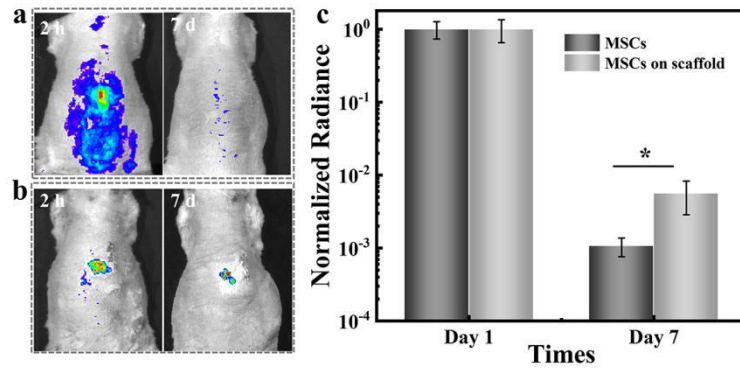 a
2 h
7 d
b
2 h
7 d
c
Normalized Radiance
10⁰
10⁻¹
10⁻²
10⁻³
10⁻⁴
MSCs
MSCs on scaffold
*
Day 1
Day 7
Times